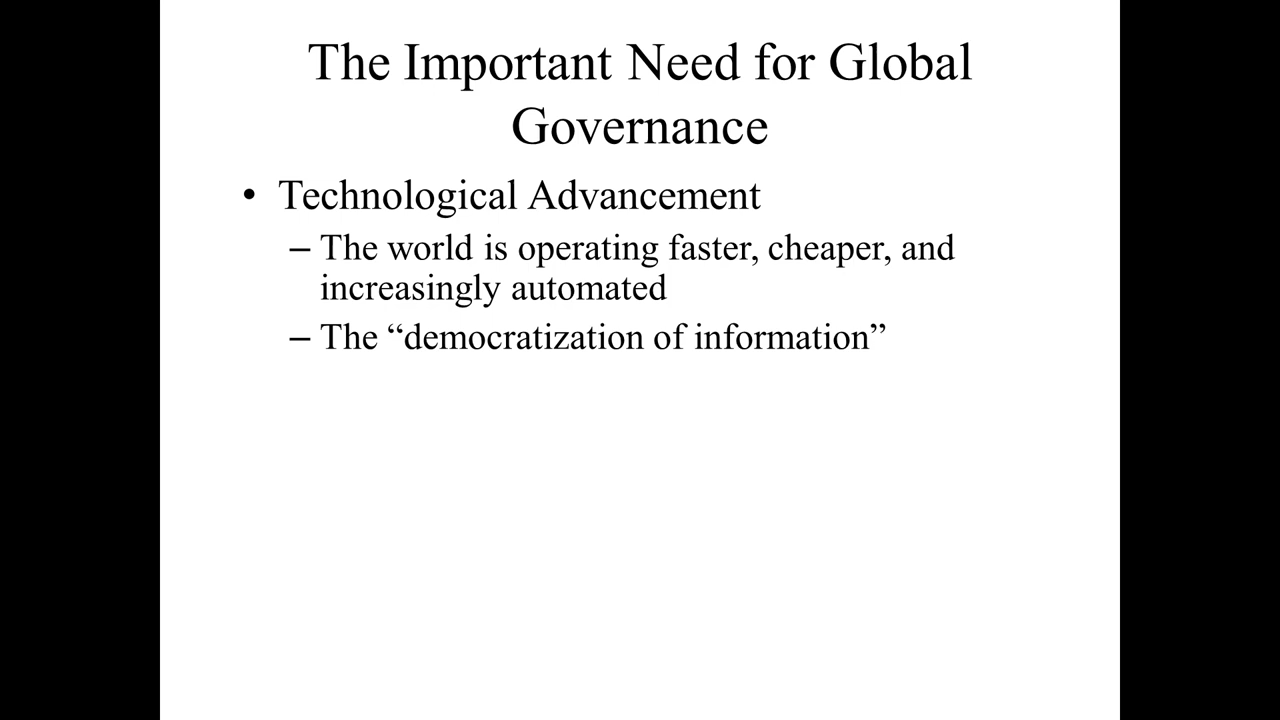 The Important Need for Global
Governance
• Technological Advancement
– The world is operating faster, cheaper, and
increasingly automated
– The “democratization of information”